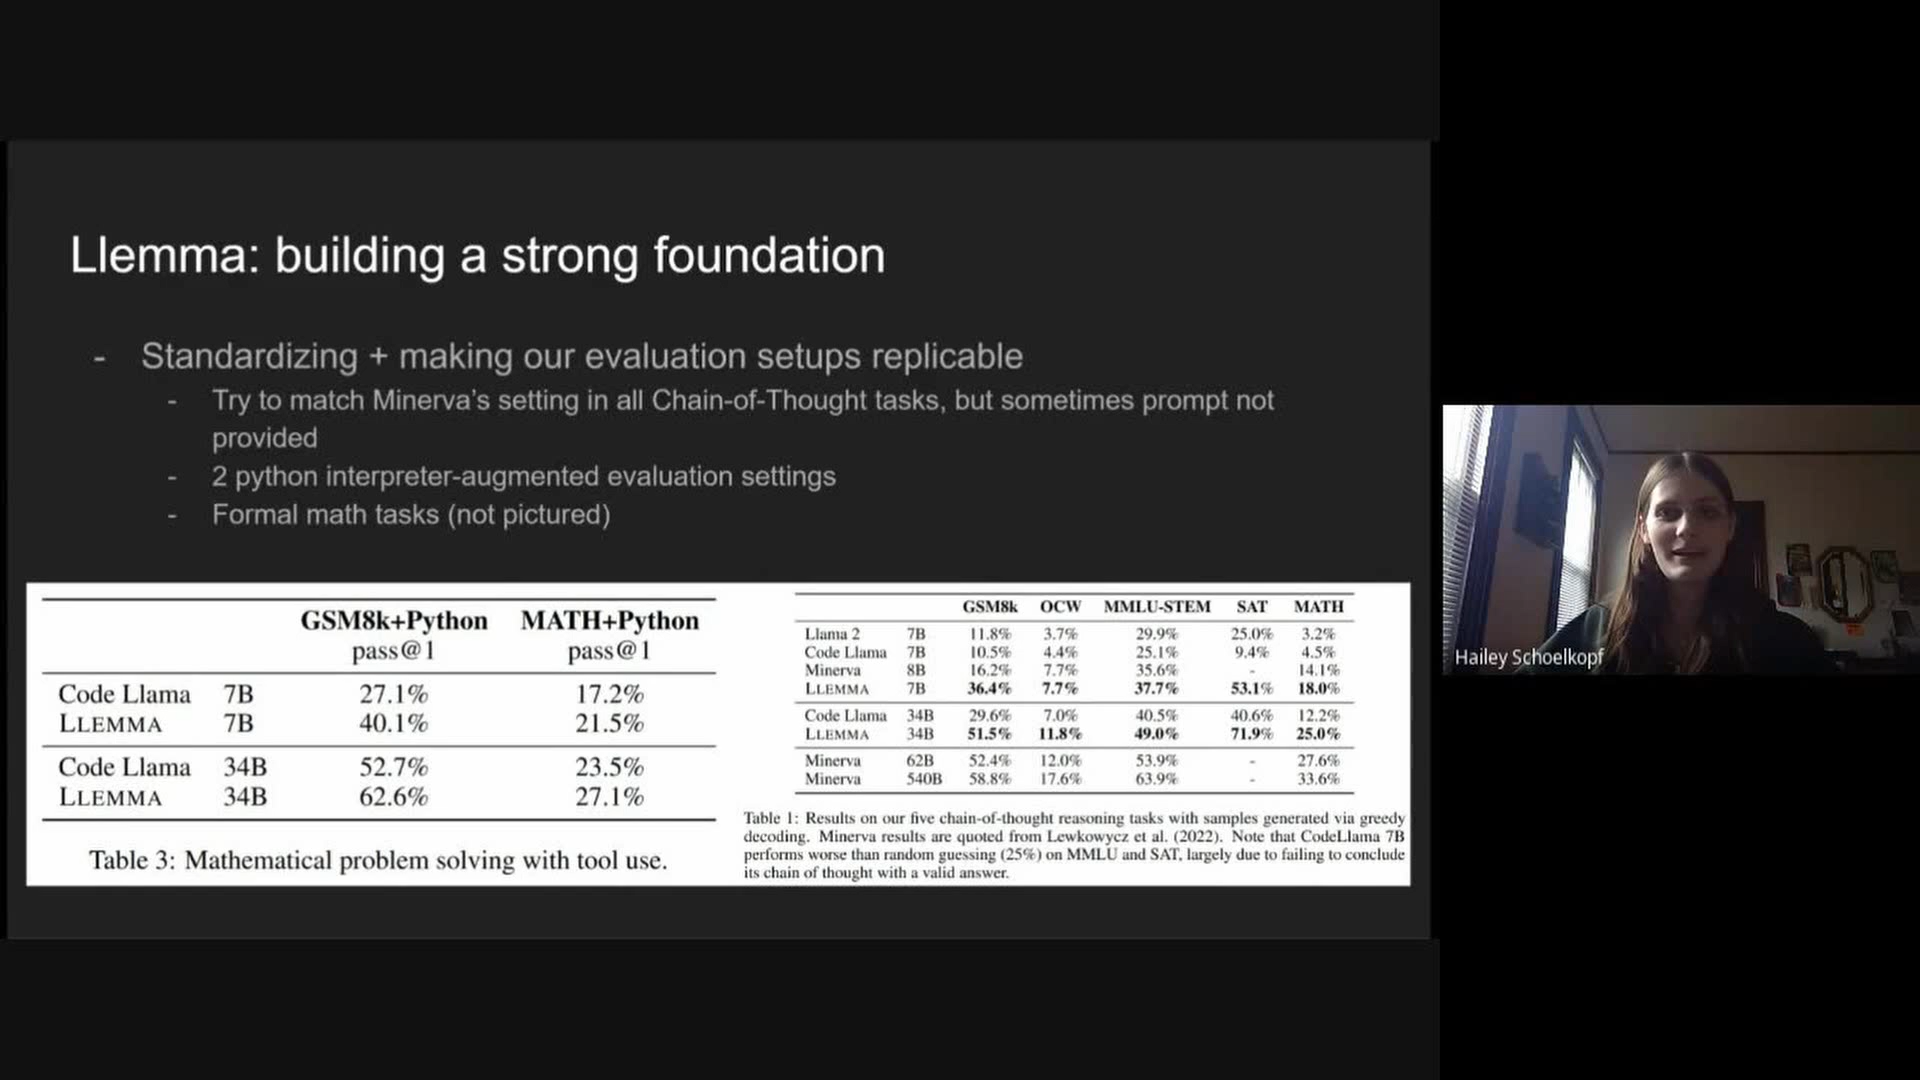 Llemma: building a strong foundation
- Standardizing + making our evaluation setups replicable
- Try to match Minerva's setting in all Chain-of-Thought tasks, but sometimes prompt not
provided
- 2 python interpreter-augmented evaluation settings
- Formal math tasks (not pictured)
GSM8k+Python MATH+Python
pass@1 pass@1
Code Llama 7B 27.1% 17.2%
LLEMMA 7B 40.1% 21.5%
Code Llama 34B 52.7% 23.5%
LLEMMA 34B 62.6% 27.1%
Table 3: Mathematical problem solving with tool use.
GSM8k OCW MMLU-STEM SAT MATH
Llama 2 7B 11.8% 3.7% 29.9% 25.0% 3.2%
Code Llama 7B 10.5% 4.4% 25.1% 9.4% 4.5%
Minerva 8B 16.2% 7.7% 35.6% - 14.1%
LLEMMA 7B 36.4% 7.7% 37.7% 53.1% 18.0%
Code Llama 34B 29.6% 7.0% 40.5% 40.6% 12.2%
LLEMMA 34B 51.5% 11.8% 49.0% 71.9% 25.0%
Minerva 62B 52.4% 12.0% 53.9% - 27.6%
Minerva 540B 58.8% 17.6% 63.9% - 33.6%
Table 1: Results on our five chain-of-thought reasoning tasks with samples generated via greedy
decoding. Minerva results are quoted from Lewkowycz et al. (2022). Note that CodeLlama 7B
performs worse than random guessing (25%) on MMLU and SAT, largely due to failing to conclude
its chain of thought with a valid answer.
Hailey Schoelkopf